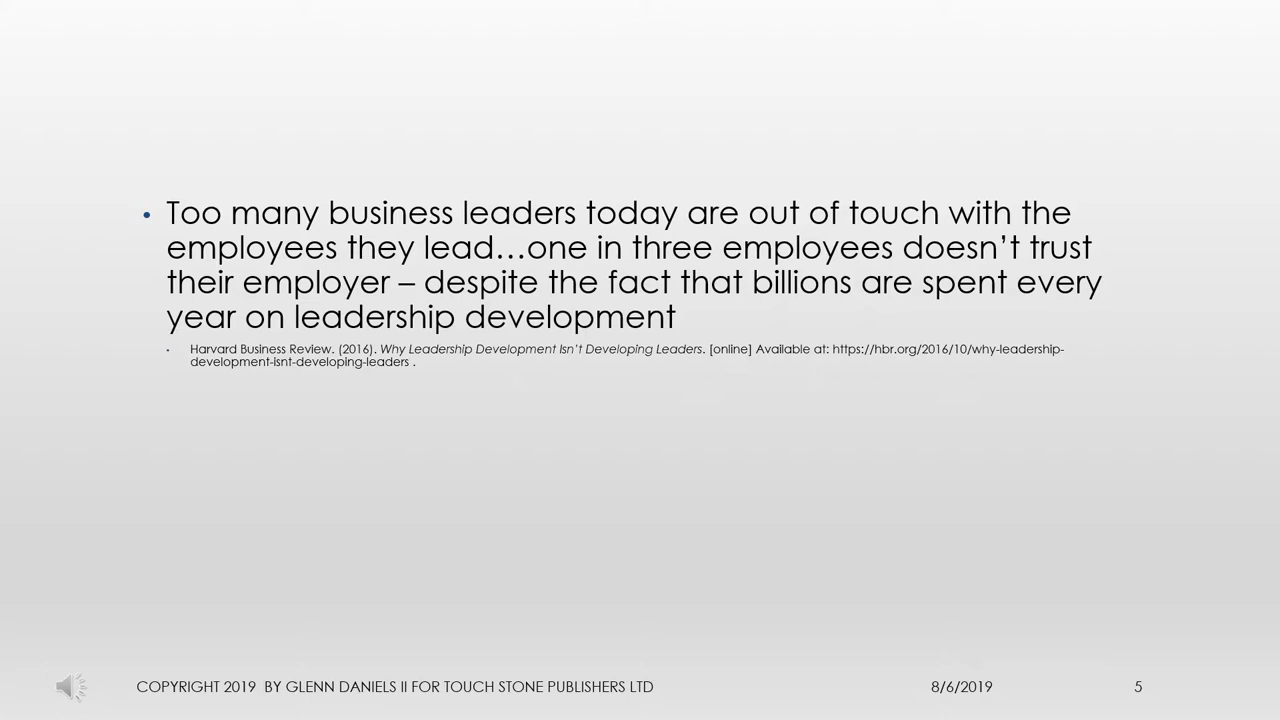 • Too many business leaders today are out of touch with the
employees they lead…one in three employees doesn’t trust
their employer – despite the fact that billions are spent every
year on leadership development
• Harvard Business Review. (2016). Why Leadership Development Isn’t Developing Leaders. [online] Available at: https://hbr.org/2016/10/why-leadership-
development-isnt-developing-leaders .
COPYRIGHT 2019  BY GLENN DANIELS II FOR TOUCH STONE PUBLISHERS LTD 8/6/2019 5